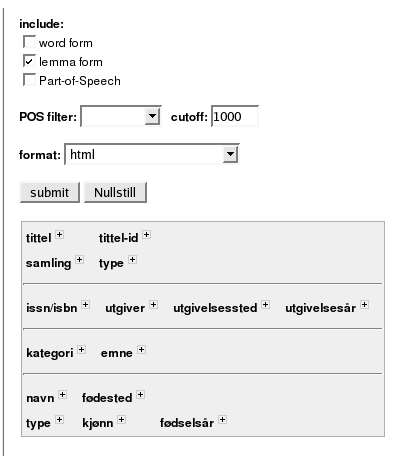 include:
word form
lemma form
Part-of-Speech
POS filter: cutoff: 1000
format: html
submit Nullstill
tittel tittel-id
samling type
issn/isbn utgiver utgivelsessted utgivelsesår
kategori emne
navn fødested
type kjønn fødselsår